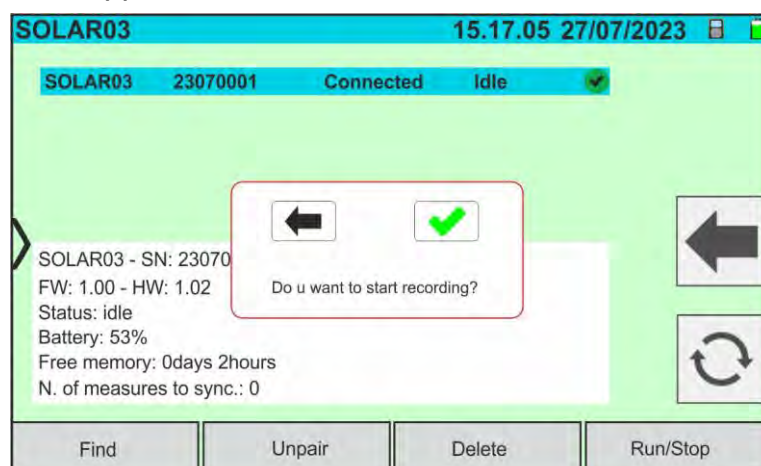 SOLAR03 15.17.05 27/07/2023
SOLAR03 23070001 Connected Idle
Do u want to start recording?
SOLAR03 - SN: 23070
FW: 1.00 - HW: 1.02
Status: idle
Battery: 53%
Free memory: 0days 2hours
N. of measures to sync.: 0
Find Unpair Delete Run/Stop